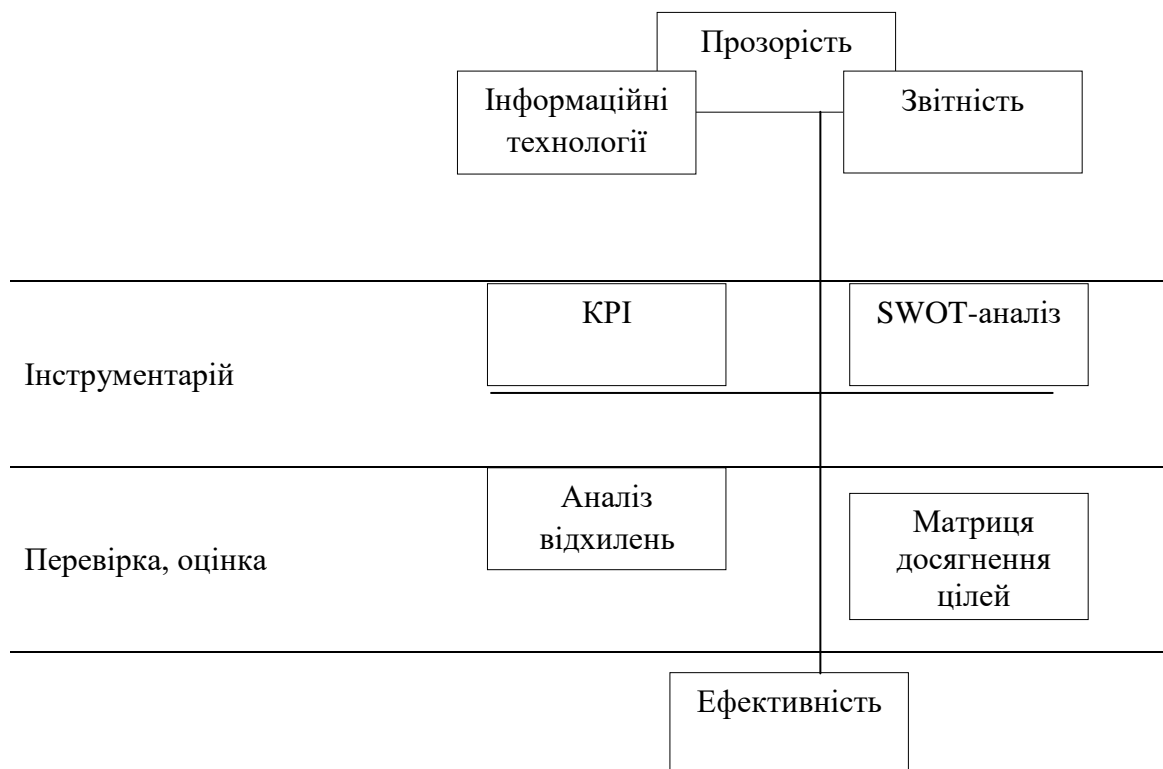 Прозорість
Інформаційні
технології
Звітність
КРІ
SWOT-аналіз
Інструментарій
Аналіз
відхилень
Матриця
досягнення
цілей
Перевірка, оцінка
Ефективність